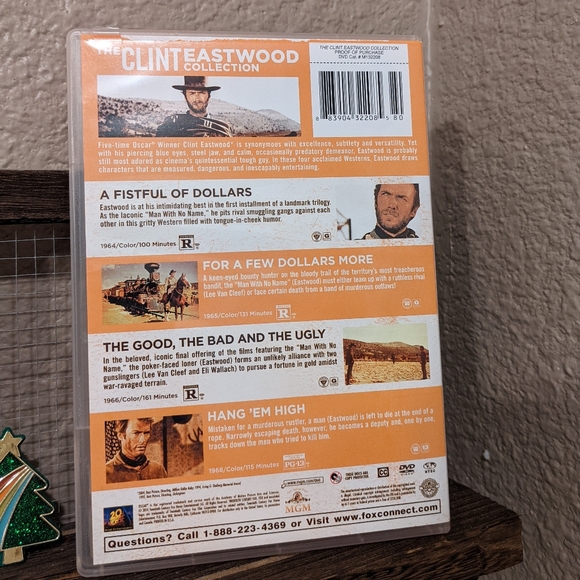 THE CLINT EASTWOOD
COLLECTION
THE CLINT EASTWOOD COLLECTION
PROOF OF PURCHASE
DVD Cat. # M132208
8 83904 32208 5 80
Five-time Oscar® Winner Clint Eastwood® is synonymous with excellence, subtlety and versatility. Yet
with his piercing blue eyes, steel jaw, and calm, occasionally predatory demeanor, Eastwood is probably
still most adored as cinema's quintessential tough guy. In these four acclaimed Westerns, Eastwood draws
characters that are measured, dangerous, and inescapably entertaining.
A FISTFUL OF DOLLARS
Eastwood is at his intimidating best in the first installment of a landmark trilogy.
As the laconic "Man With No Name," he pits rival smuggling gangs against each
other in this gritty Western filled with tongue-in-cheek humor.
1964/Color/100 Minutes R
FOR A FEW DOLLARS MORE
A keen-eyed bounty hunter on the bloody trail of the territory's most treacherous
bandit, the "Man With No Name" (Eastwood) must either team up with a ruthless rival
(Lee Van Cleef) or face certain death from a band of murderous outlaws!
1965/Color/131 Minutes R
THE GOOD, THE BAD AND THE UGLY
In the beloved, iconic final offering of the films featuring the "Man With No
Name," the poker-faced loner (Eastwood) forms an unlikely alliance with two
gunslingers (Lee Van Cleef and Eli Wallach) to pursue a fortune in gold amidst
war-ravaged terrain.
1966/Color/161 Minutes R
HANG 'EM HIGH
Mistaken for a murderous rustler, a man (Eastwood) is left to die at the end of a
rope. Narrowly escaping death, however, he becomes a deputy and, one by one,
tracks down the men who tried to kill him.
1968/Color/115 Minutes PG-13
www.mgm.com
MGM
DVD
NTSC
20
Questions? Call 1-888-223-4369 or Visit www.foxconnect.com